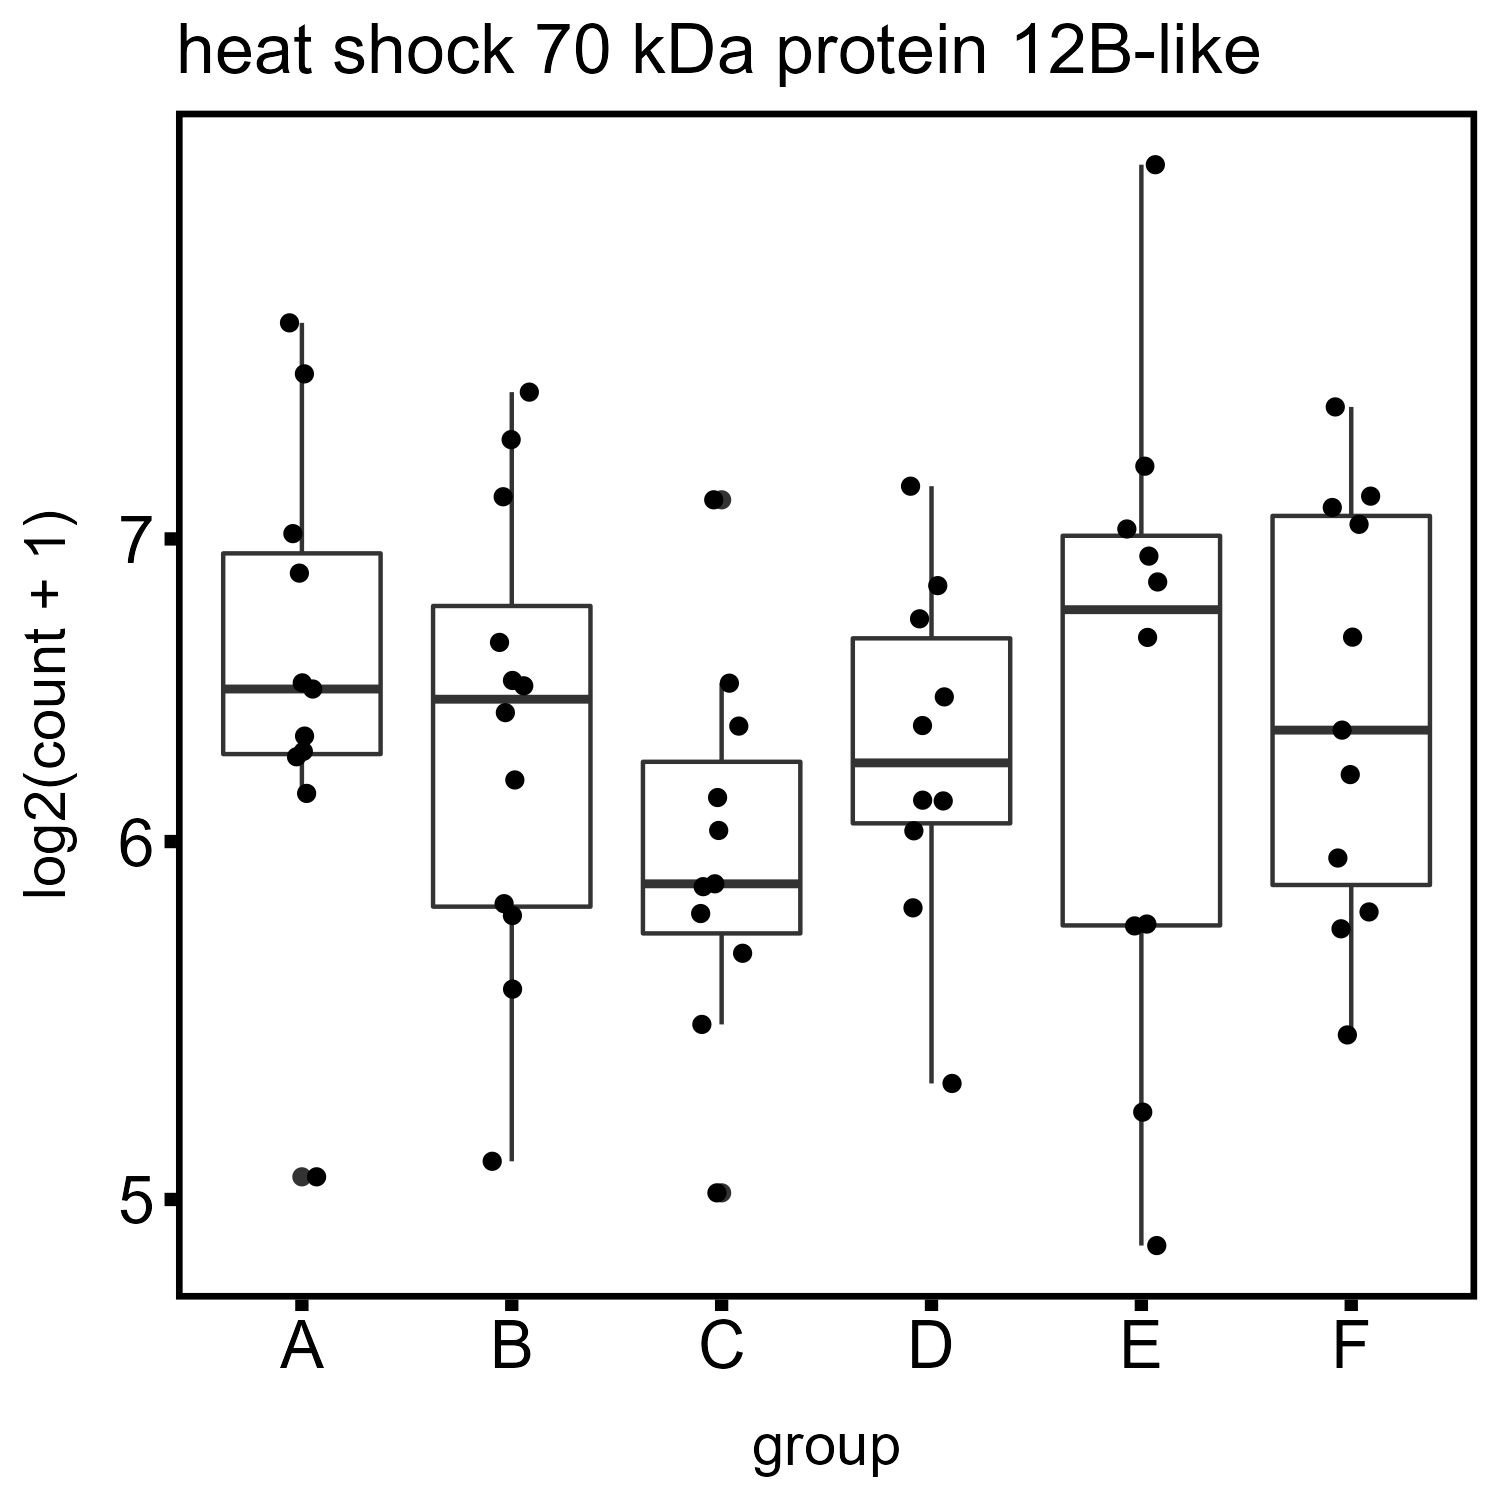 heat shock 70 kDa protein 12B-like
log2(count + 1)
7
6
5
A B C D E F
group